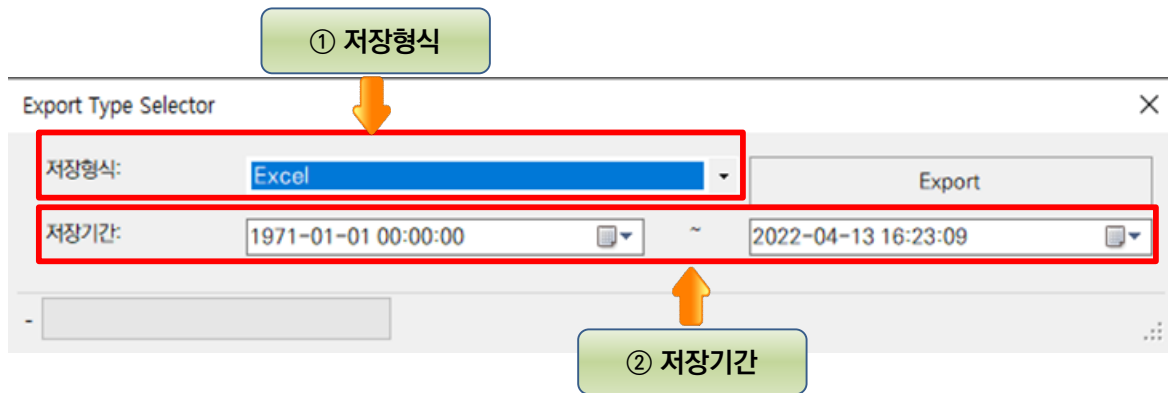 ① 저장형식
Export Type Selector
저장형식: Excel Export
저장기간: 1971-01-01 00:00:00 ~ 2022-04-13 16:23:09
-
② 저장기간